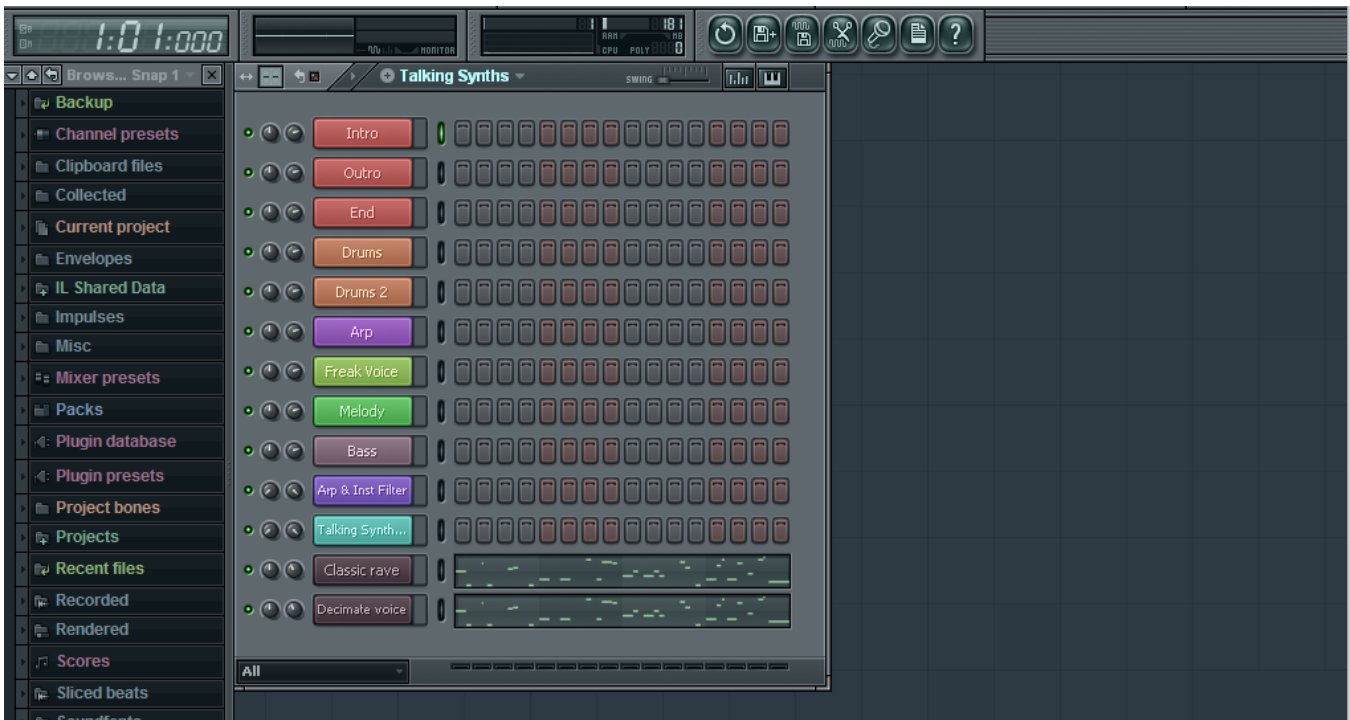 1:01:000
MONITOR
181
RAM
MB
CPU POLY 0
?
Brows... Snap 1
Talking Synths
SWING
Backup
Channel presets
Clipboard files
Collected
Current project
Envelopes
IL Shared Data
Impulses
Misc
Mixer presets
Packs
Plugin database
Plugin presets
Project bones
Projects
Recent files
Recorded
Rendered
Scores
Sliced beats
Soundfonts
Intro
Outro
End
Drums
Drums 2
Arp
Freak Voice
Melody
Bass
Arp & Inst Filter
Talking Synth...
Classic rave
Decimate voice
All